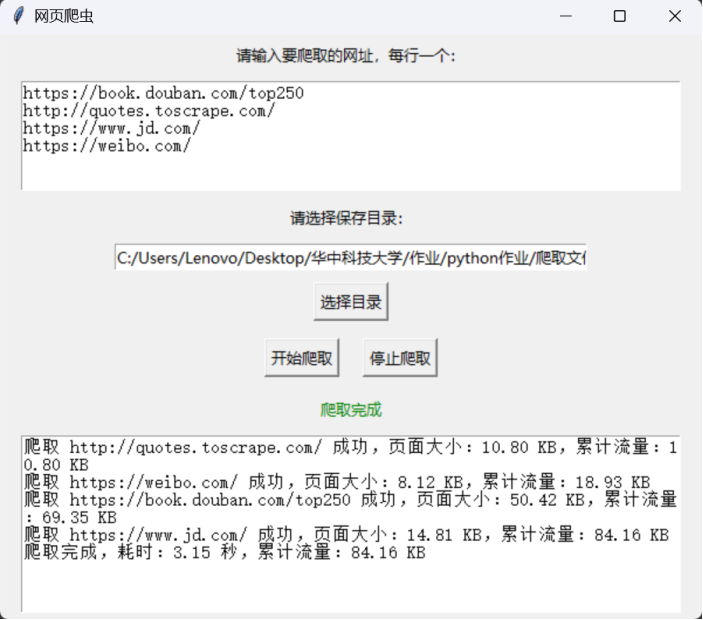 网页爬虫
请输入要爬取的网址，每行一个：
https://book.douban.com/top250
http://quotes.toscrape.com/
https://www.jd.com/
https://weibo.com/
请选择保存目录：
C:/Users/Lenovo/Desktop/华中科技大学/作业/python作业/爬取文
选择目录
开始爬取 停止爬取
爬取完成
爬取 http://quotes.toscrape.com/ 成功，页面大小：10.80 KB，累计流量：1
0.80 KB
爬取 https://weibo.com/ 成功，页面大小：8.12 KB，累计流量：18.93 KB
爬取 https://book.douban.com/top250 成功，页面大小：50.42 KB，累计流量
：69.35 KB
爬取 https://www.jd.com/ 成功，页面大小：14.81 KB，累计流量：84.16 KB
爬取完成，耗时：3.15 秒，累计流量：84.16 KB